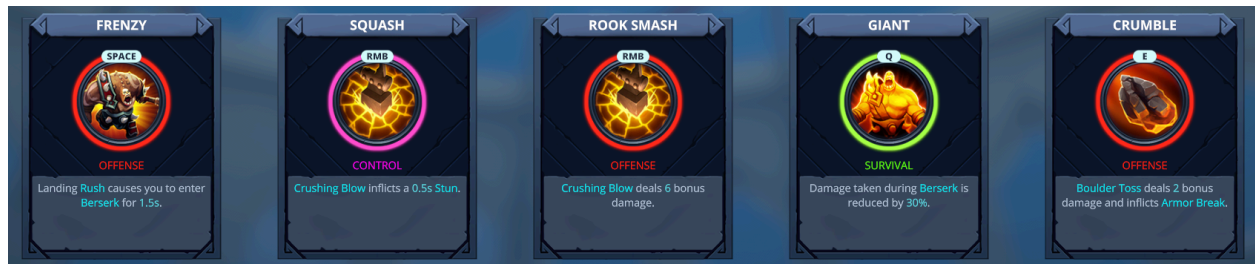 FRENZY
SPACE
OFFENSE
Landing Rush causes you to enter
Berserk for 1.5s.
SQUASH
RMB
CONTROL
Crushing Blow inflicts a 0.5s Stun.
ROOK SMASH
RMB
OFFENSE
Crushing Blow deals 6 bonus
damage.
GIANT
Q
SURVIVAL
Damage taken during Berserk is
reduced by 30%.
CRUMBLE
E
OFFENSE
Boulder Toss deals 2 bonus
damage and inflicts Armor Break.